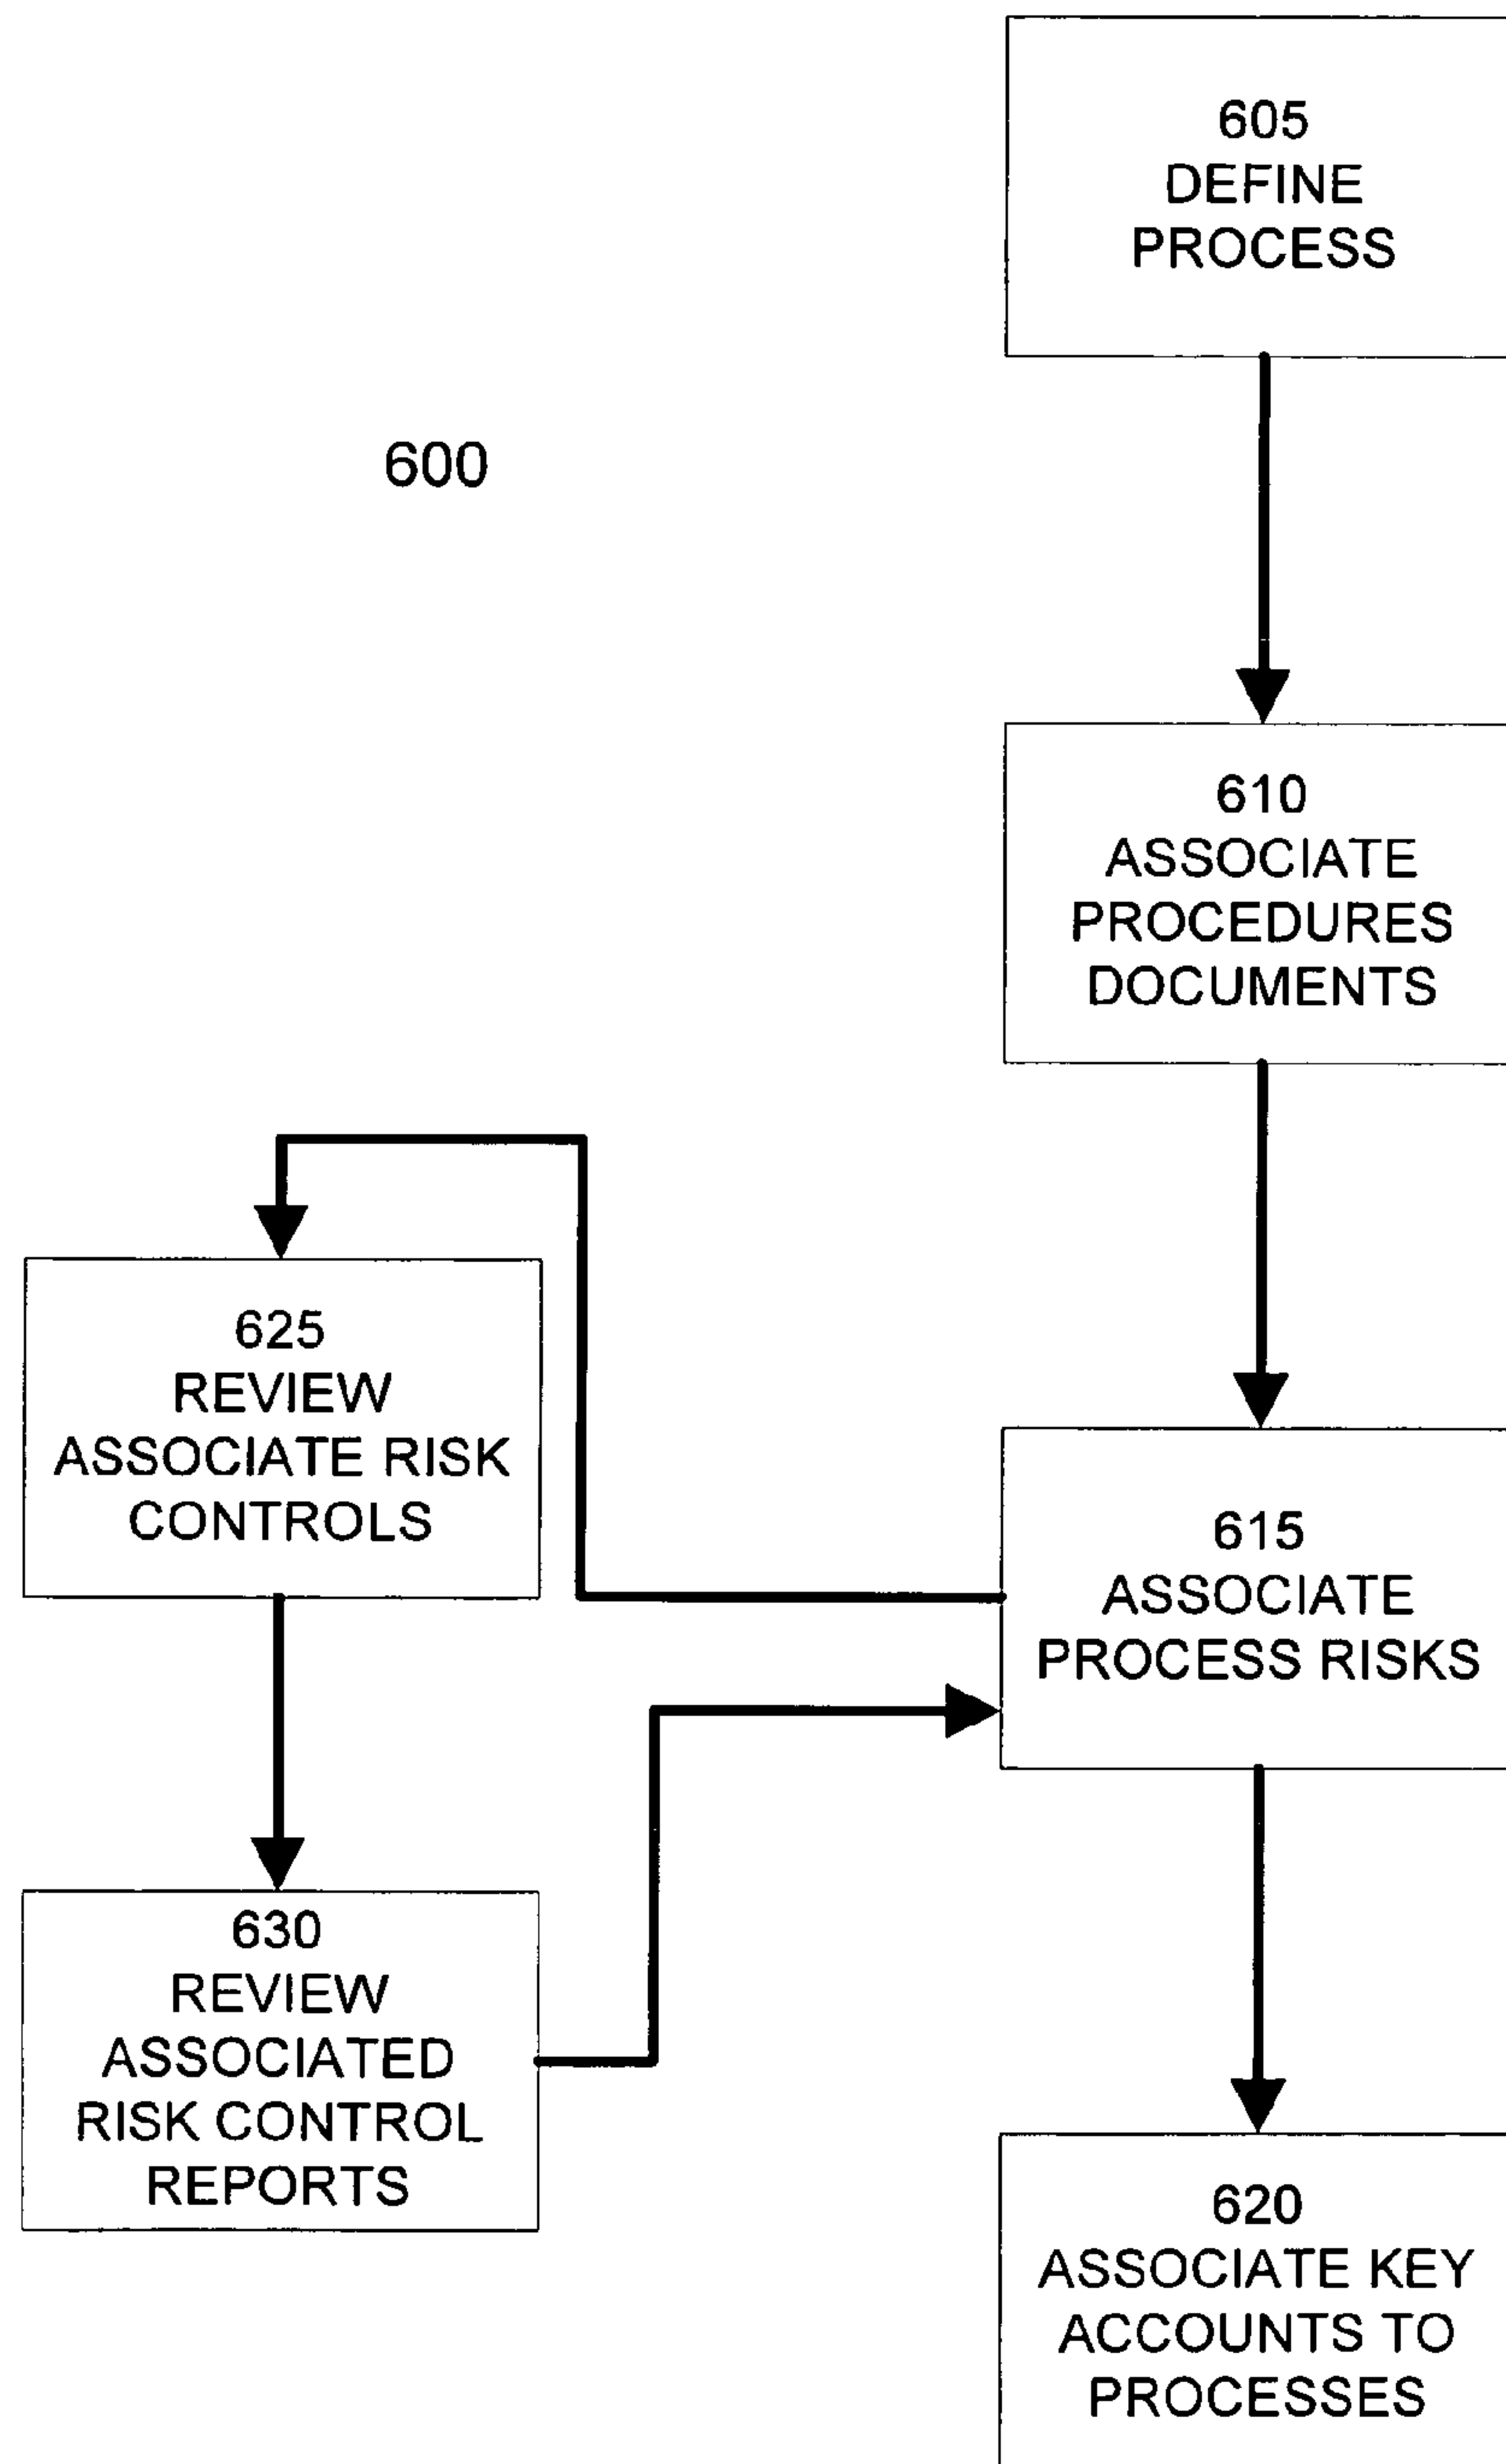 605
DEFINE
PROCESS
600
610
ASSOCIATE
PROCEDURES
DOCUMENTS
625
REVIEW
ASSOCIATE RISK
CONTROLS
615
ASSOCIATE
PROCESS RISKS
630
REVIEW
ASSOCIATED
RISK CONTROL
REPORTS
620
ASSOCIATE KEY
ACCOUNTS TO
PROCESSES